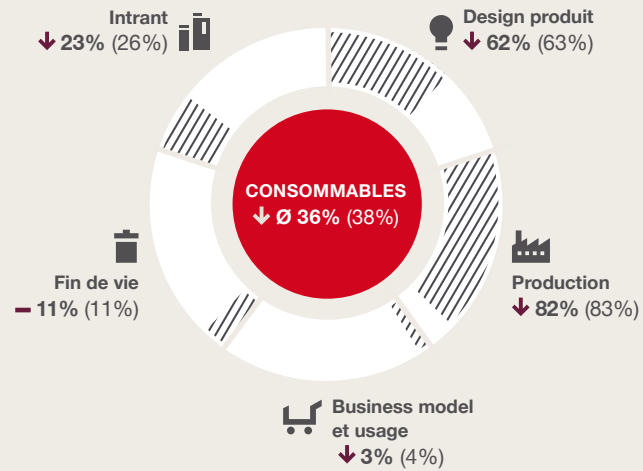 Intrant
↓ 23% (26%)
Design produit
↓ 62% (63%)
CONSOMMABLES
↓ Ø 36% (38%)
Production
↓ 82% (83%)
Fin de vie
– 11% (11%)
Business model
et usage
↓ 3% (4%)